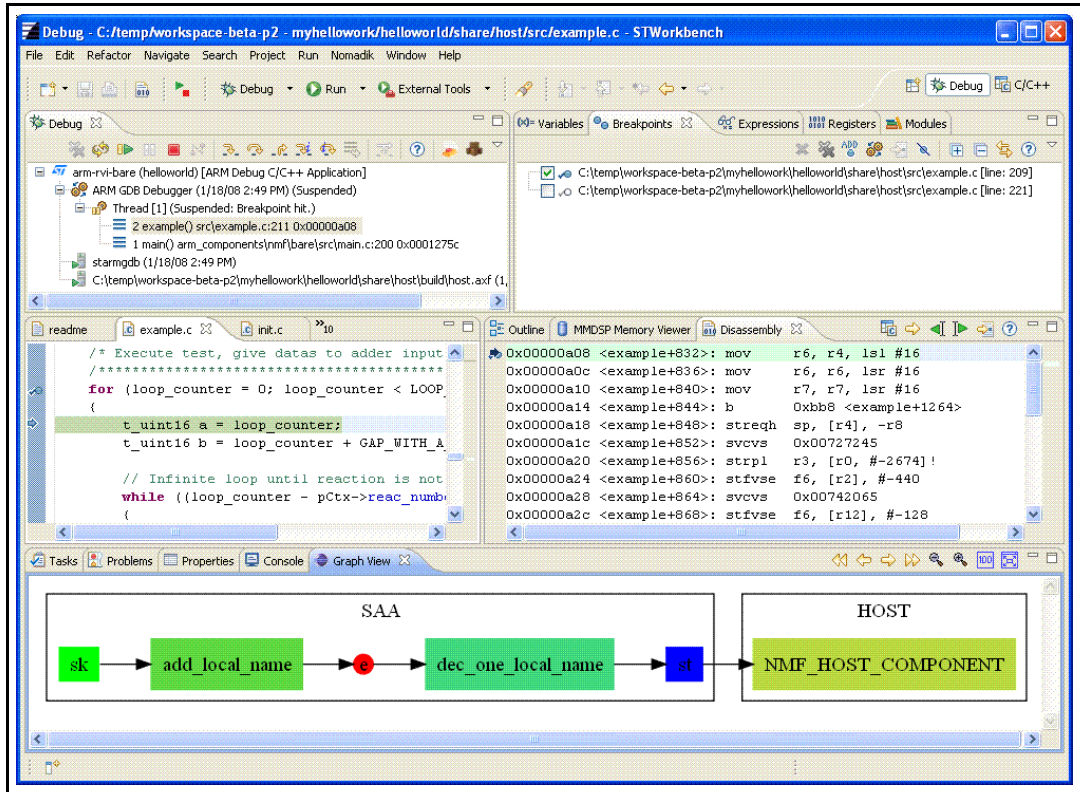 Debug - C:/temp/workspace-beta-p2 - myhellowork/helloworld/share/host/src/example.c - STWorkbench
File Edit Refactor Navigate Search Project Run Nomadik Window Help
Debug Run External Tools Debug C/C++
Debug
(x)= Variables Breakpoints Expressions Registers Modules
arm-rvi-bare (helloworld) [ARM Debug C/C++ Application]
ARM GDB Debugger (1/18/08 2:49 PM) (Suspended)
Thread [1] (Suspended: Breakpoint hit.)
2 example() src\example.c:211 0x00000a08
1 main() arm_components\nmf\bare\src\main.c:200 0x0001275c
starmgdb (1/18/08 2:49 PM)
C:\temp\workspace-beta-p2\myhellowork\helloworld\share\host\build\host.axf (1,
C:\temp\workspace-beta-p2\myhellowork\helloworld\share\host\src\example.c [line: 209]
C:\temp\workspace-beta-p2\myhellowork\helloworld\share\host\src\example.c [line: 221]
readme example.c init.c »10
/* Execute test, give datas to adder input
/******************************************
for (loop_counter = 0; loop_counter < LOOP_
{
t_uint16 a = loop_counter;
t_uint16 b = loop_counter + GAP_WITH_A_
// Infinite loop until reaction is not
while ((loop_counter - pCtx->reac_numbe
{
Outline MMDSP Memory Viewer Disassembly
0x00000a08 <example+832>: mov r6, r4, lsl #16
0x00000a0c <example+836>: mov r6, r6, lsr #16
0x00000a10 <example+840>: mov r7, r7, lsr #16
0x00000a14 <example+844>: b 0xbb8 <example+1264>
0x00000a18 <example+848>: streqh sp, [r4], -r8
0x00000a1c <example+852>: svcvs 0x00727245
0x00000a20 <example+856>: strpl r3, [r0, #-2674]!
0x00000a24 <example+860>: stfvse f6, [r2], #-440
0x00000a28 <example+864>: svcvs 0x00742065
0x00000a2c <example+868>: stfvse f6, [r12], #-128
Tasks Problems Properties Console Graph View
100
SAA HOST
sk add_local_name e dec_one_local_name st NMF_HOST_COMPONENT